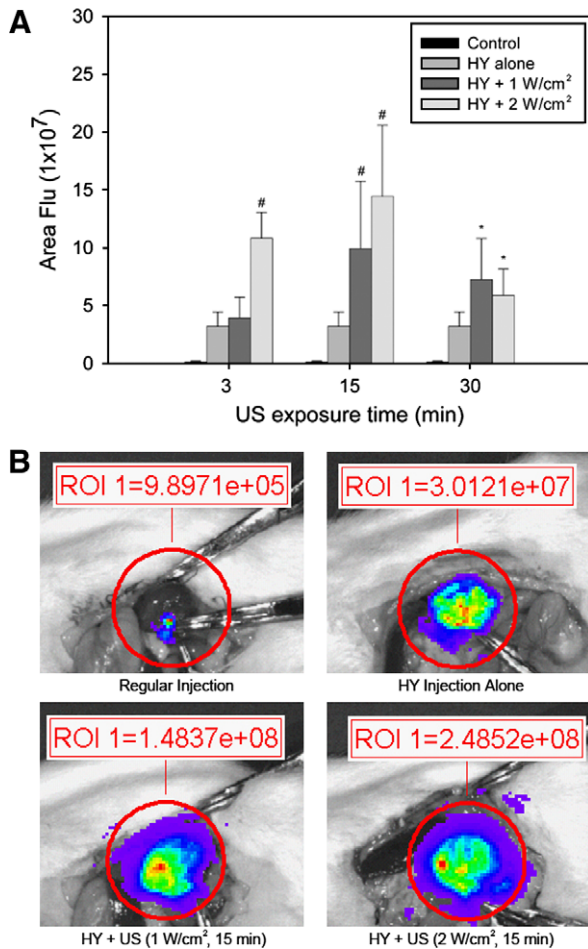 A
30
25
20
15
10
5
0
Area Flu (1x10⁷)
Control
HY alone
HY + 1 W/cm²
HY + 2 W/cm²
#
#
#
*
*
3
15
30
US exposure time (min)
B
ROI 1=9.8971e+05
ROI 1=3.0121e+07
Regular Injection
HY Injection Alone
ROI 1=1.4837e+08
ROI 1=2.4852e+08
HY + US (1 W/cm², 15 min)
HY + US (2 W/cm², 15 min)